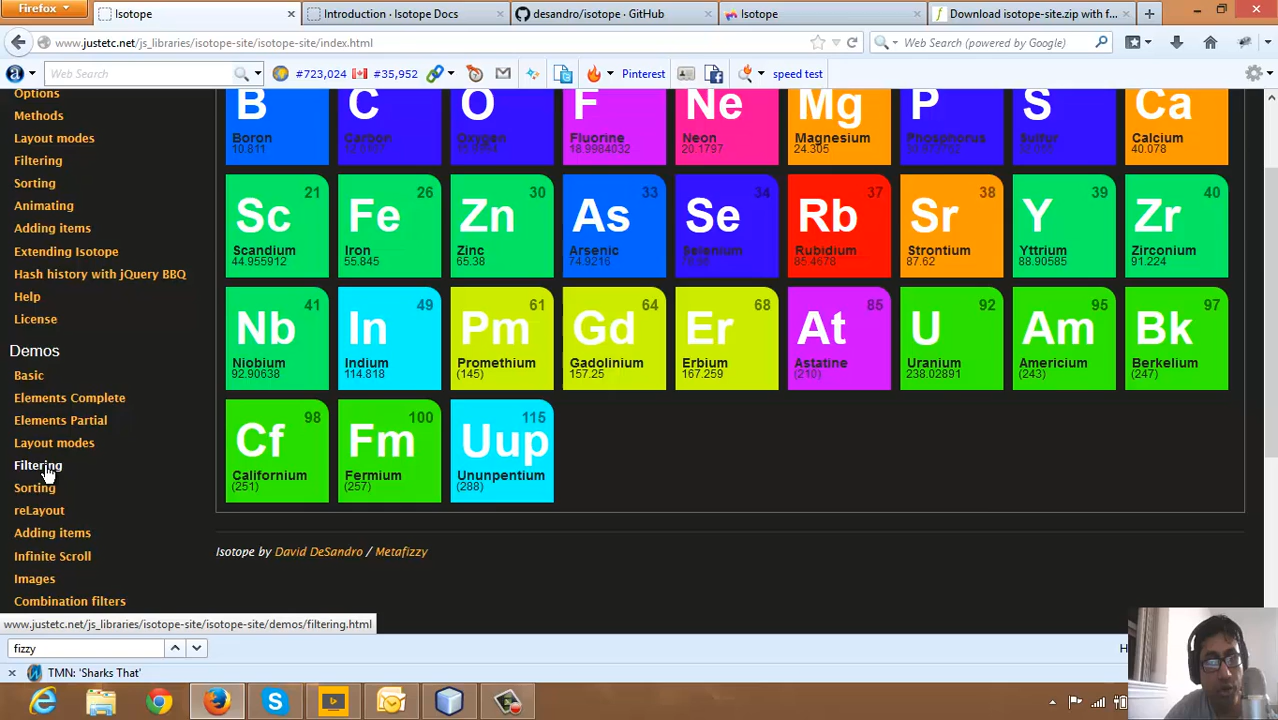 Firefox
Isotope
Introduction · Isotope Docs
desandro/isotope · GitHub
Isotope
Download isotope-site.zip with f...
www.justetc.net/js_libraries/isotope-site/isotope-site/index.html
Web Search (powered by Google)
Web Search
#723,024
#35,952
Pinterest
speed test
Options
Methods
Layout modes
Filtering
Sorting
Animating
Adding items
Extending Isotope
Hash history with jQuery BBQ
Help
License
Demos
Basic
Elements Complete
Elements Partial
Layout modes
Filtering
Sorting
reLayout
Adding items
Infinite Scroll
Images
Combination filters
B
Boron
10.811
C
Carbon
O
Oxygen
F
Fluorine
18.9984032
Ne
Neon
20.1797
Mg
Magnesium
24.305
P
Phosphorus
S
Sulfur
Ca
Calcium
40.078
21
Sc
Scandium
44.955912
26
Fe
Iron
55.845
30
Zn
Zinc
65.38
33
As
Arsenic
74.9216
34
Se
Selenium
37
Rb
Rubidium
85.4678
38
Sr
Strontium
87.62
39
Y
Yttrium
88.90585
40
Zr
Zirconium
91.224
41
Nb
Niobium
92.90638
49
In
Indium
114.818
61
Pm
Promethium
(145)
64
Gd
Gadolinium
157.25
68
Er
Erbium
167.259
85
At
Astatine
(210)
92
U
Uranium
238.02891
95
Am
Americium
(243)
97
Bk
Berkelium
(247)
98
Cf
Californium
(251)
100
Fm
Fermium
(257)
115
Uup
Ununpentium
(288)
Isotope by David DeSandro / Metafizzy
www.justetc.net/js_libraries/isotope-site/isotope-site/demos/filtering.html
fizzy
H
TMN: 'Sharks That'